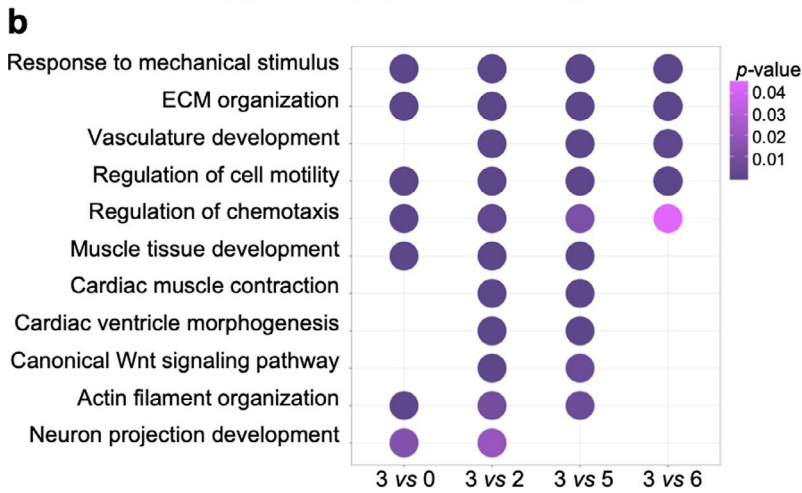 b
Response to mechanical stimulus
ECM organization
Vasculature development
Regulation of cell motility
Regulation of chemotaxis
Muscle tissue development
Cardiac muscle contraction
Cardiac ventricle morphogenesis
Canonical Wnt signaling pathway
Actin filament organization
Neuron projection development
3 vs 0 3 vs 2 3 vs 5 3 vs 6
p-value
0.04
0.03
0.02
0.01